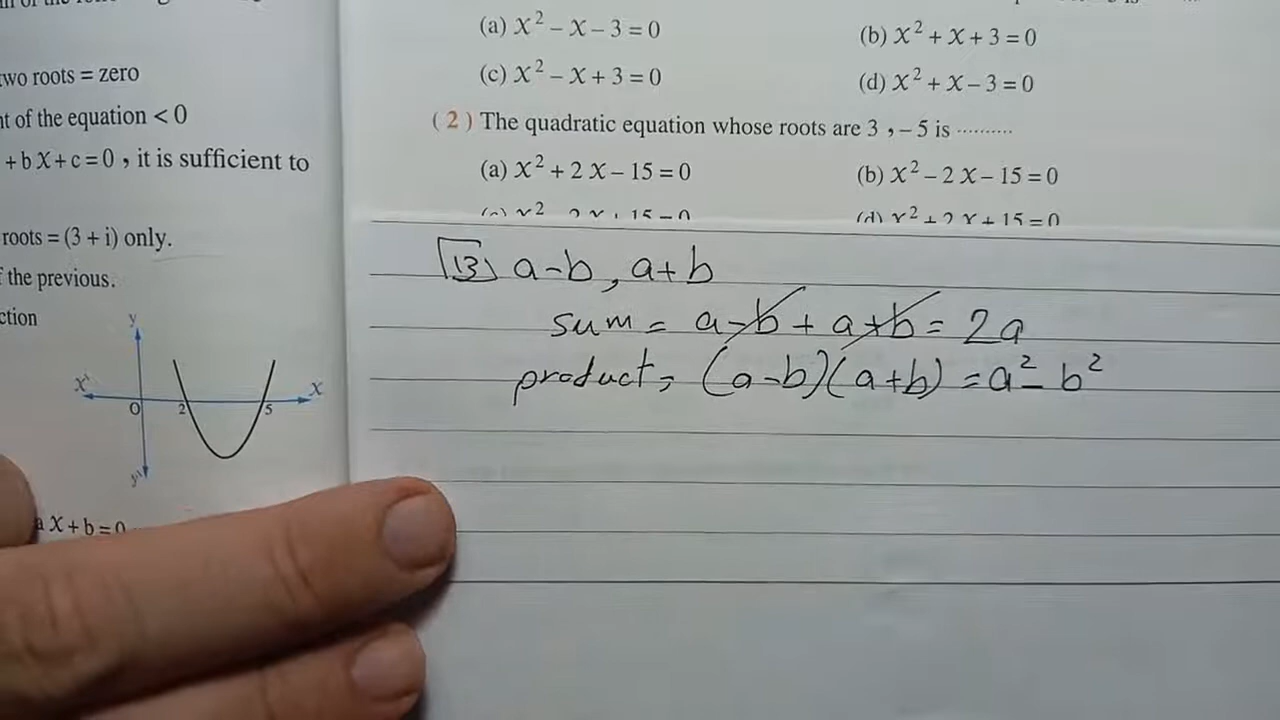 two roots = zero
of the equation < 0
+ b X + c = 0 , it is sufficient to
roots = (3 + i) only.
the previous.
y
X` O 2 5 X
y`
a X + b = 0
(a) X² – X – 3 = 0
(b) X² + X + 3 = 0
(c) X² – X + 3 = 0
(d) X² + X – 3 = 0
( 2 ) The quadratic equation whose roots are 3 , – 5 is ..........
(a) X² + 2 X – 15 = 0
(b) X² – 2 X – 15 = 0
(d) X² + 2 X + 15 = 0
13 a-b, a+b
sum = a-b + a+b = 2a
product = (a-b)(a+b) = a² - b²